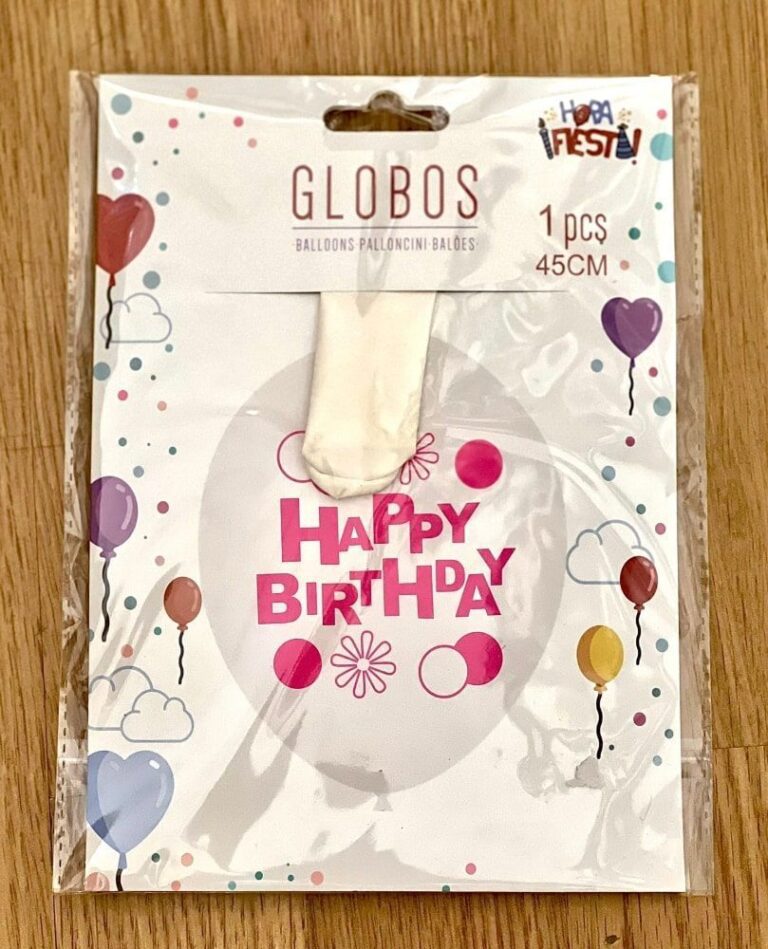 HORA
¡FIESTA!
GLOBOS
·BALLOONS·PALLONCINI·BALÕES·
1 pcs
45CM
HAPPY
BIRTHDAY